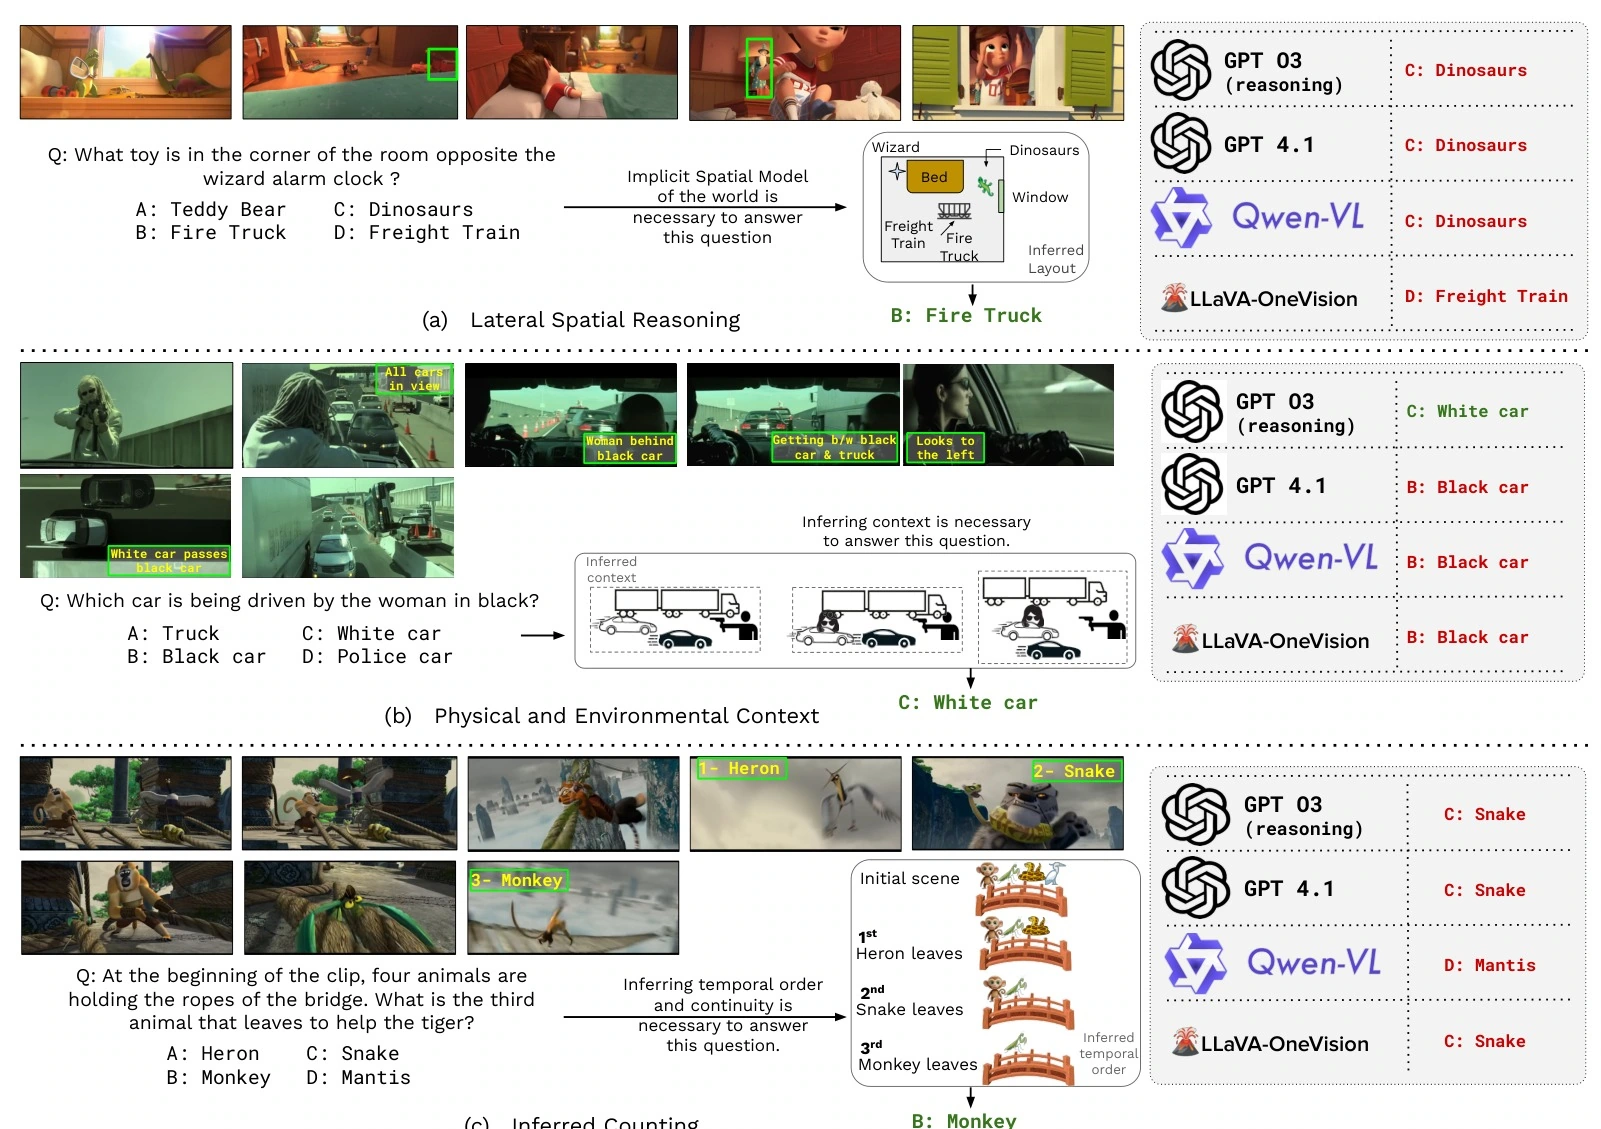 Q: What toy is in the corner of the room opposite the
wizard alarm clock ?
A: Teddy Bear C: Dinosaurs
B: Fire Truck D: Freight Train
Implicit Spatial Model
of the world is
necessary to answer
this question
Wizard
Dinosaurs
Bed
Window
Freight
Train
Fire
Truck
Inferred
Layout
B: Fire Truck
(a) Lateral Spatial Reasoning
GPT O3
(reasoning)
C: Dinosaurs
GPT 4.1
C: Dinosaurs
Qwen-VL
C: Dinosaurs
LLaVA-OneVision
D: Freight Train
All cars
in view
Woman behind
black car
Getting b/w black
car & truck
Looks to
the left
White car passes
black car
Q: Which car is being driven by the woman in black?
A: Truck C: White car
B: Black car D: Police car
Inferring context is necessary
to answer this question.
Inferred
context
C: White car
(b) Physical and Environmental Context
GPT O3
(reasoning)
C: White car
GPT 4.1
B: Black car
Qwen-VL
B: Black car
LLaVA-OneVision
B: Black car
1- Heron
2- Snake
3- Monkey
Q: At the beginning of the clip, four animals are
holding the ropes of the bridge. What is the third
animal that leaves to help the tiger?
A: Heron C: Snake
B: Monkey D: Mantis
Inferring temporal order
and continuity is
necessary to answer
this question.
Initial scene
1st
Heron leaves
2nd
Snake leaves
3rd
Monkey leaves
Inferred
temporal
order
B: Monkey
(c) Inferred Counting
GPT O3
(reasoning)
C: Snake
GPT 4.1
C: Snake
Qwen-VL
D: Mantis
LLaVA-OneVision
C: Snake